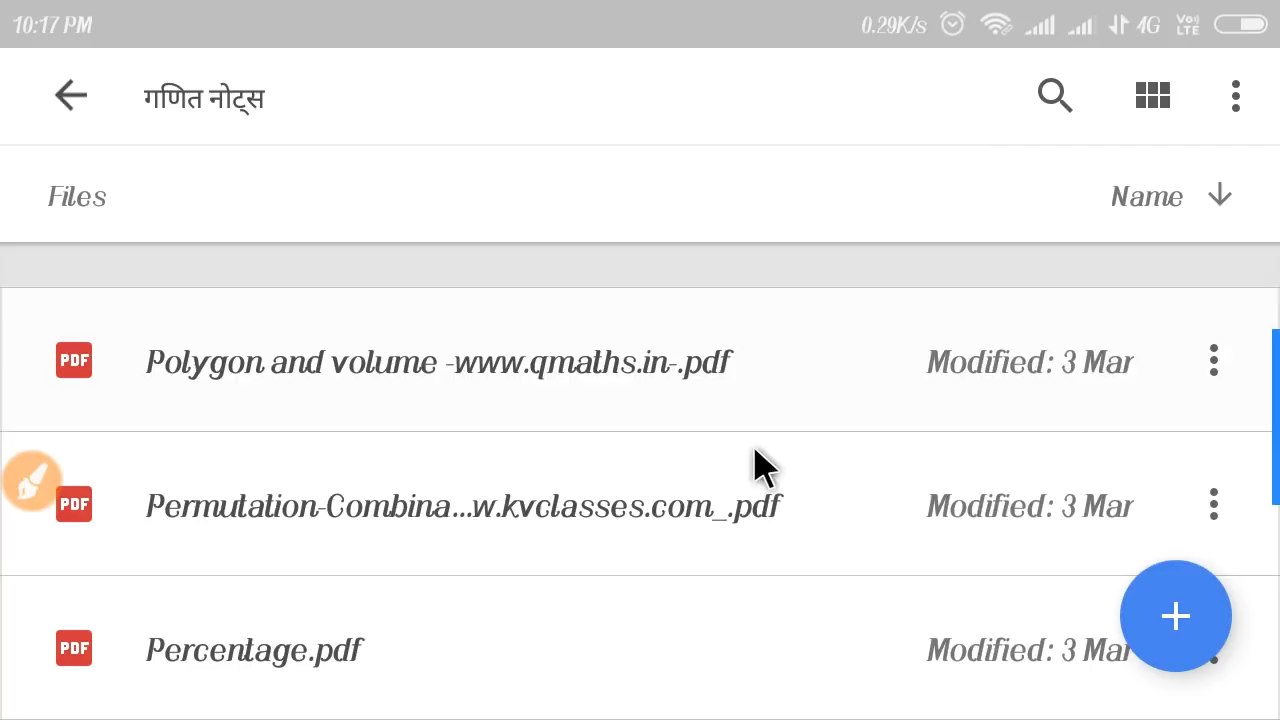 10:17 PM 0.29K/s 4G Vo) LTE
गणित नोट्स
Files Name
PDF Polygon and volume -www.qmaths.in-.pdf Modified: 3 Mar
PDF Permutation-Combina...w.kvclasses.com_.pdf Modified: 3 Mar
PDF Percentage.pdf Modified: 3 Mar